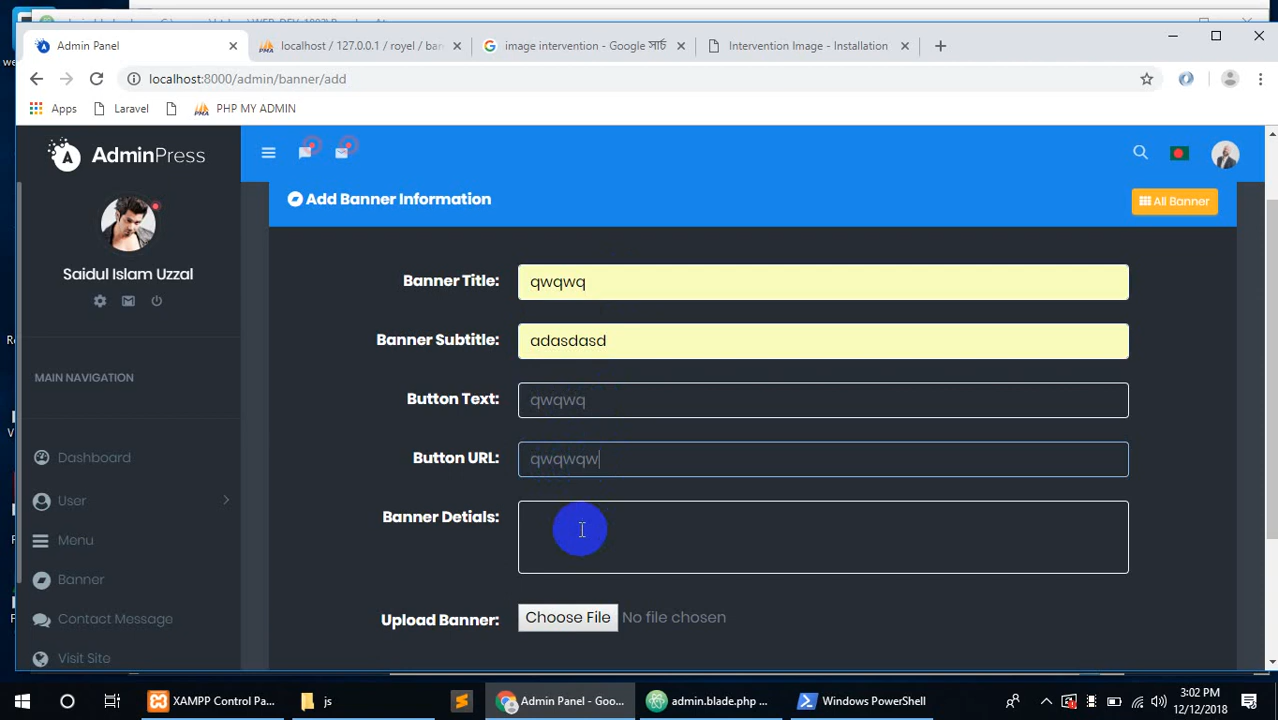 Admin Panel
localhost / 127.0.0.1 / royel / ban
image intervention - Google সার্চ
Intervention Image - Installation
localhost:8000/admin/banner/add
Apps
Laravel
PHP MY ADMIN
AdminPress
Add Banner Information
All Banner
Saidul Islam Uzzal
MAIN NAVIGATION
Dashboard
User
Menu
Banner
Contact Message
Visit Site
Banner Title:
qwqwq
Banner Subtitle:
adasdasd
Button Text:
qwqwq
Button URL:
qwqwqw
Banner Detials:
Upload Banner:
Choose File
No file chosen
XAMPP Control Pa...
js
Admin Panel - Goo...
admin.blade.php ...
Windows PowerShell
3:02 PM
12/12/2018